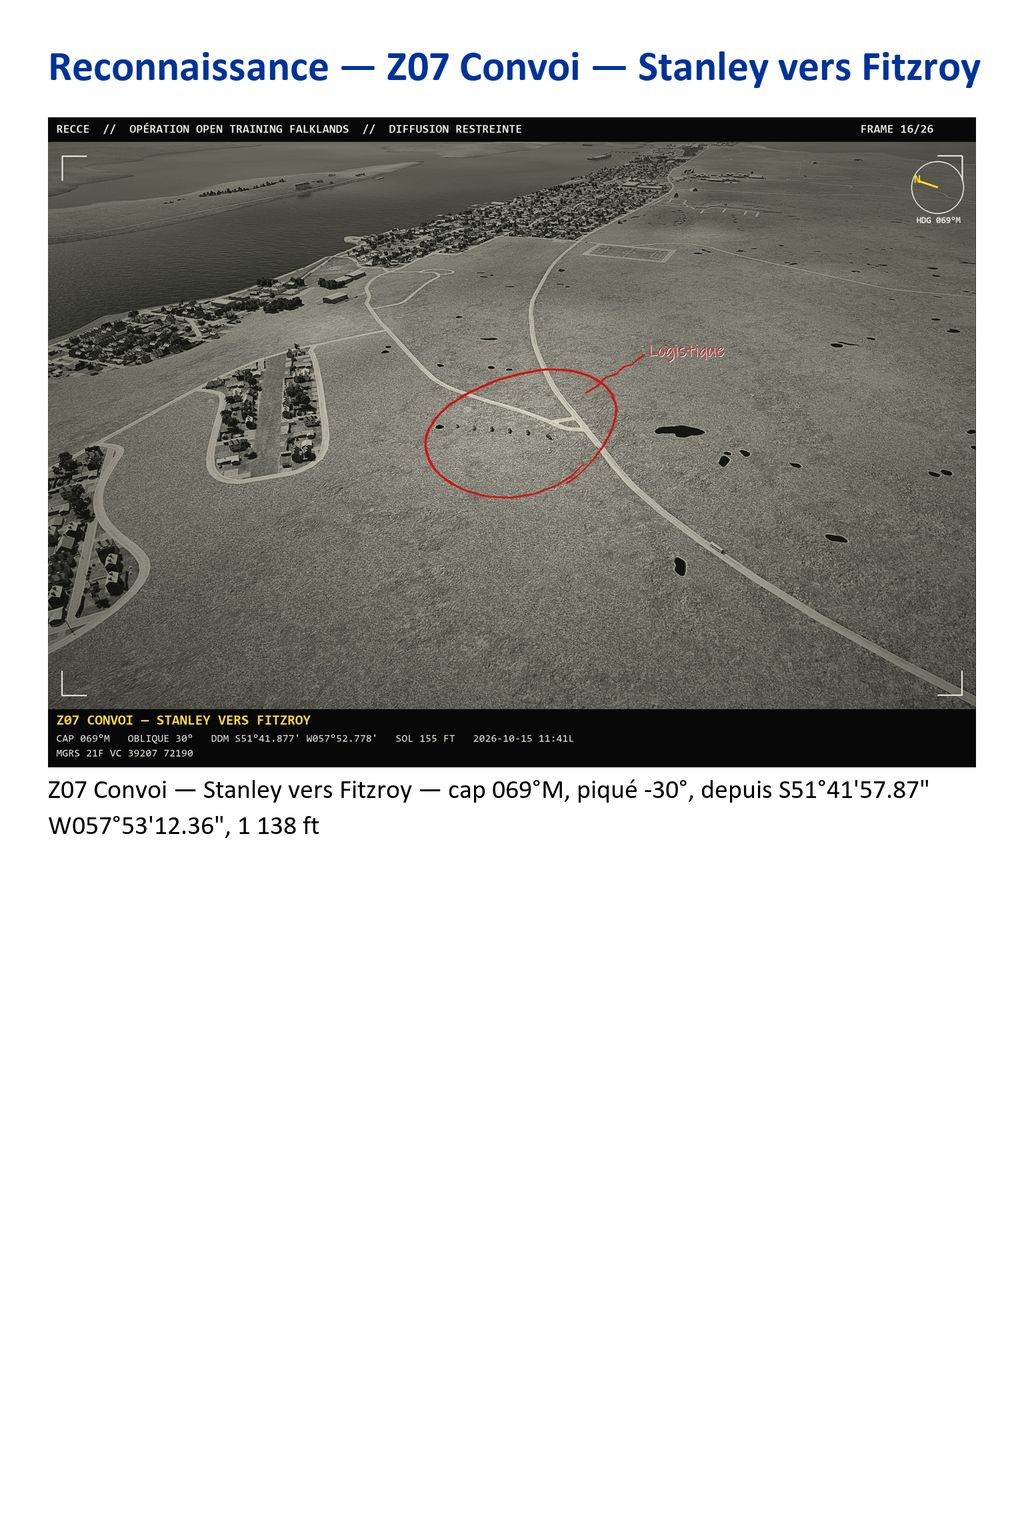 Reconnaissance — Z07 Convoi — Stanley vers Fitzroy
RECCE // OPÉRATION OPEN TRAINING FALKLANDS // DIFFUSION RESTREINTE
FRAME 16/26
N
HDG 069°M
Logistique
Z07 CONVOI — STANLEY VERS FITZROY
CAP 069°M OBLIQUE 30° DDM S51°41.877' W057°52.778' SOL 155 FT 2026-10-15 11:41L
MGRS 21F VC 39207 72190
Z07 Convoi — Stanley vers Fitzroy — cap 069°M, piqué -30°, depuis S51°41'57.87"
W057°53'12.36", 1 138 ft